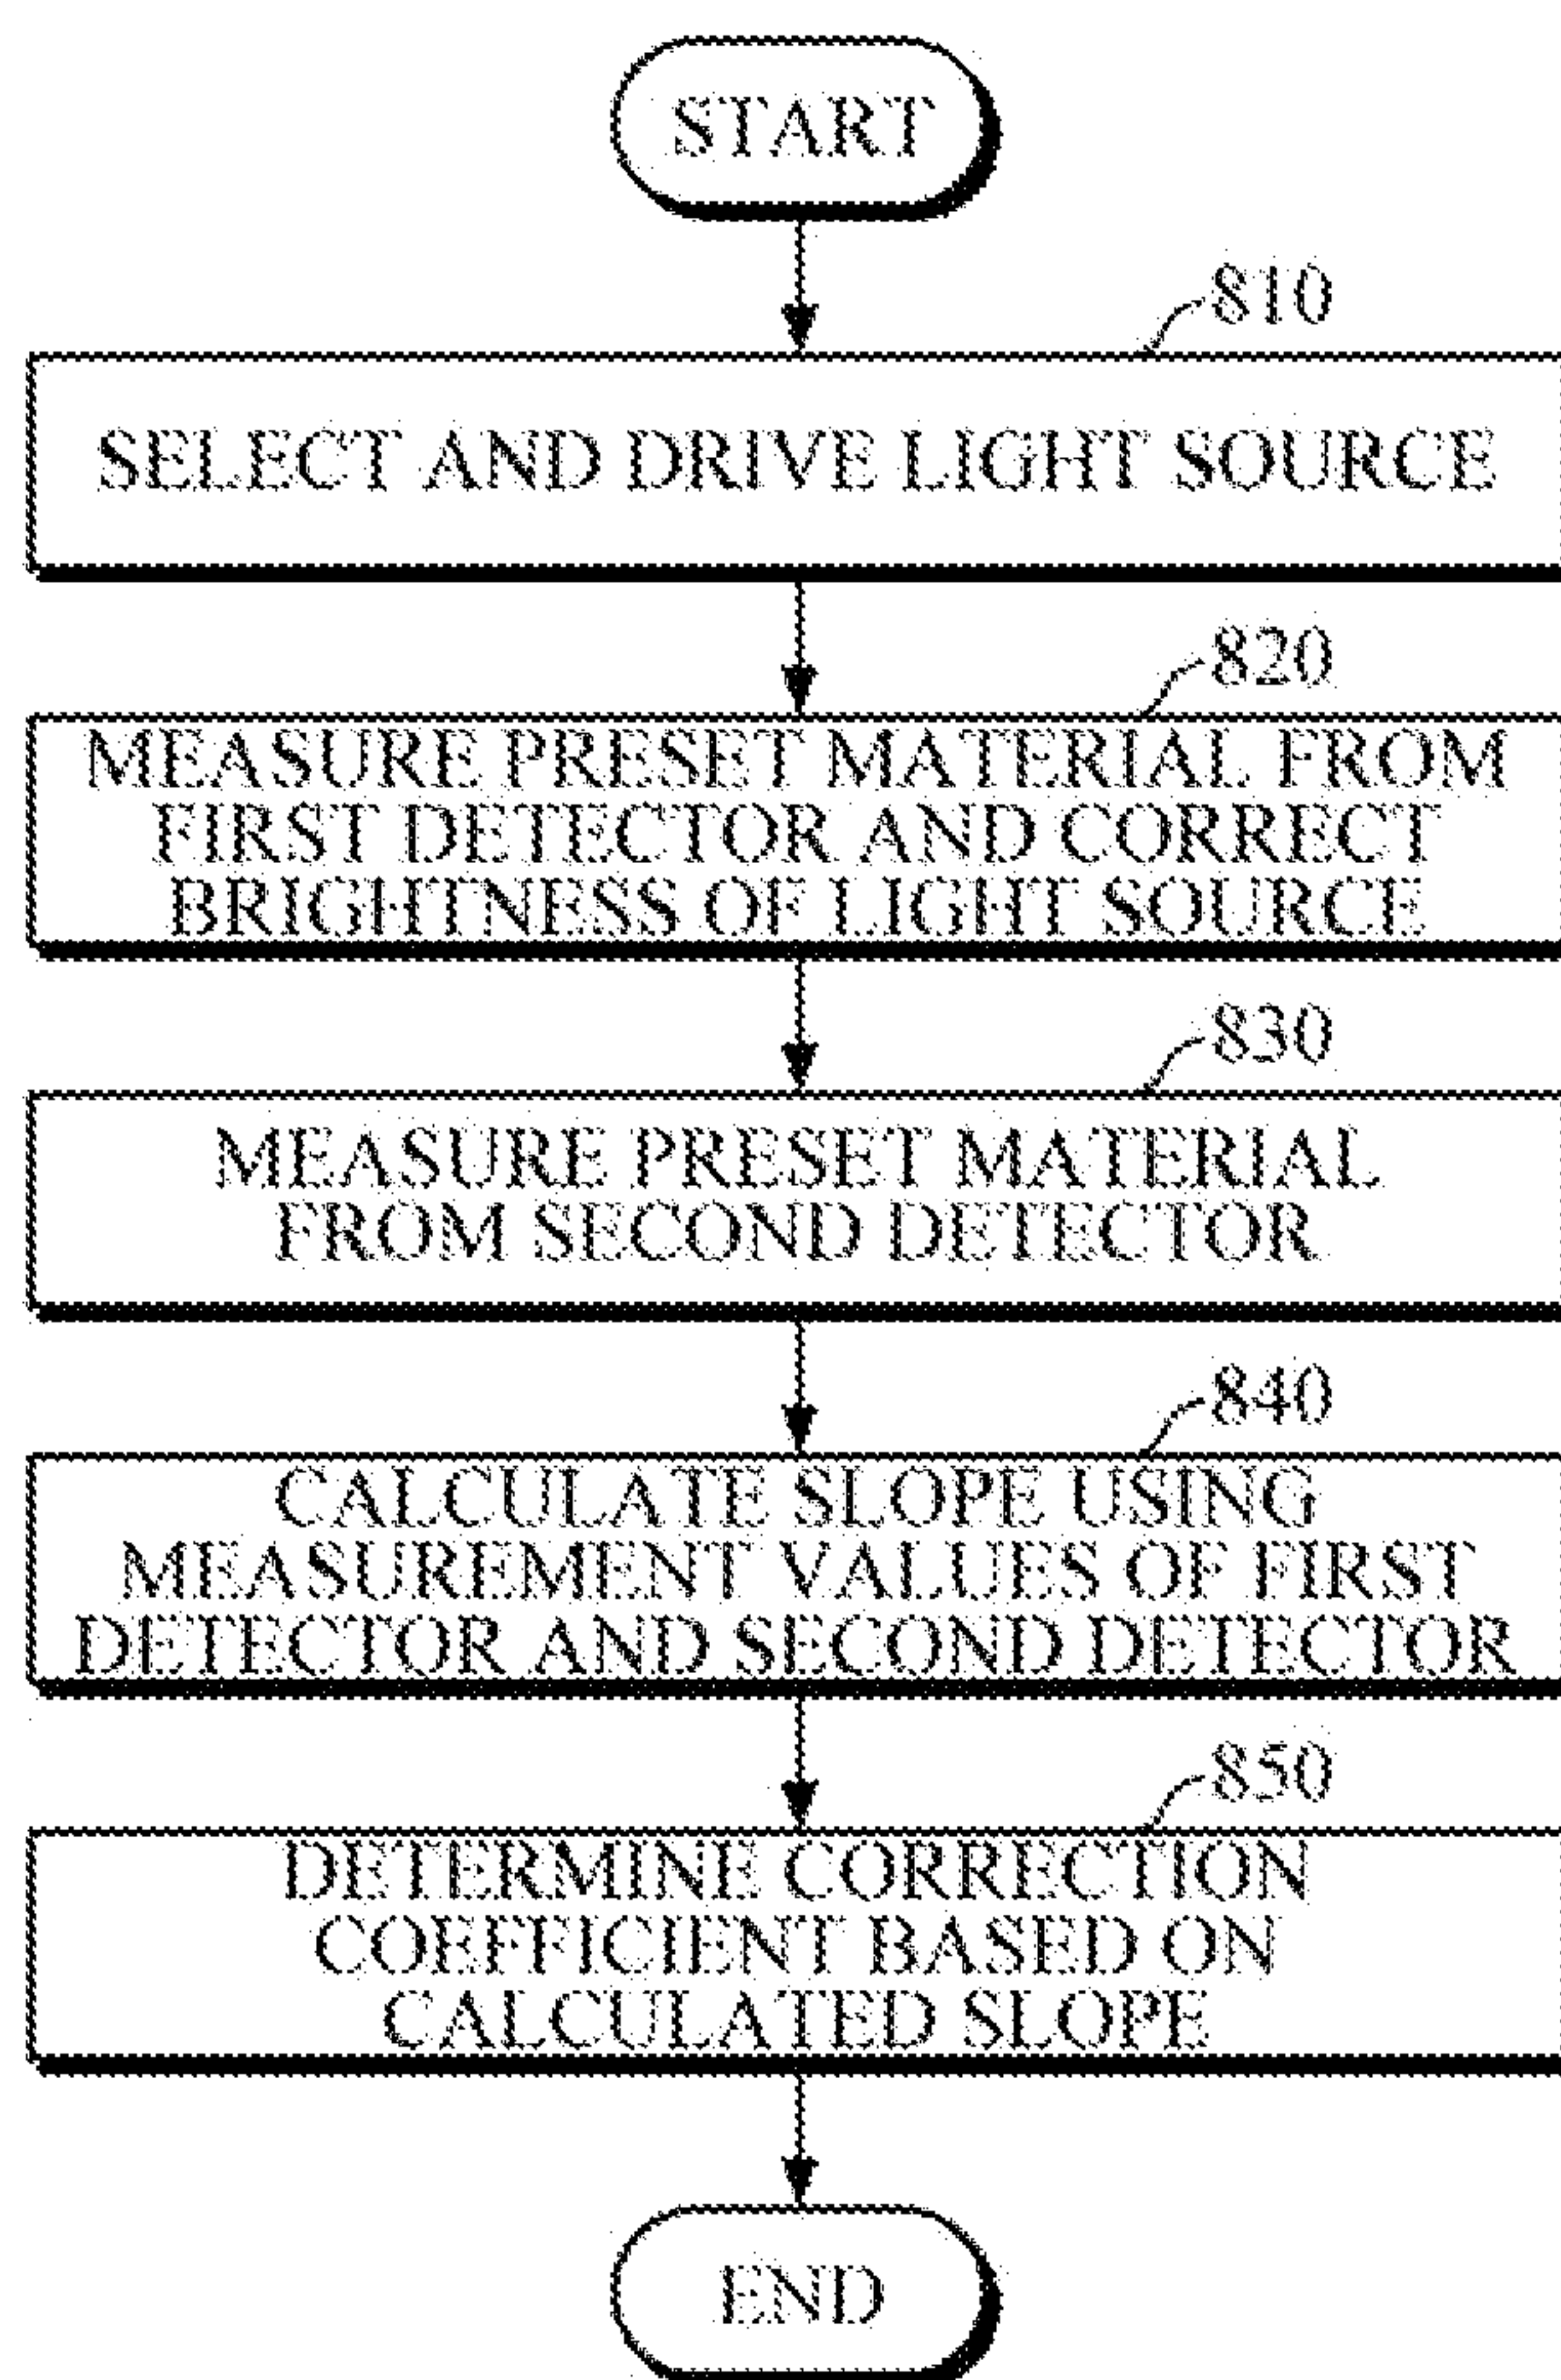 START
810
SELECT AND DRIVE LIGHT SOURCE
820
MEASURE PRESET MATERIAL FROM
FIRST DETECTOR AND CORRECT
BRIGHTNESS OF LIGHT SOURCE
830
MEASURE PRESET MATERIAL
FROM SECOND DETECTOR
840
CALCULATE SLOPE USING
MEASUREMENT VALUES OF FIRST
DETECTOR AND SECOND DETECTOR
850
DETERMINE CORRECTION
COEFFICIENT BASED ON
CALCULATED SLOPE
END